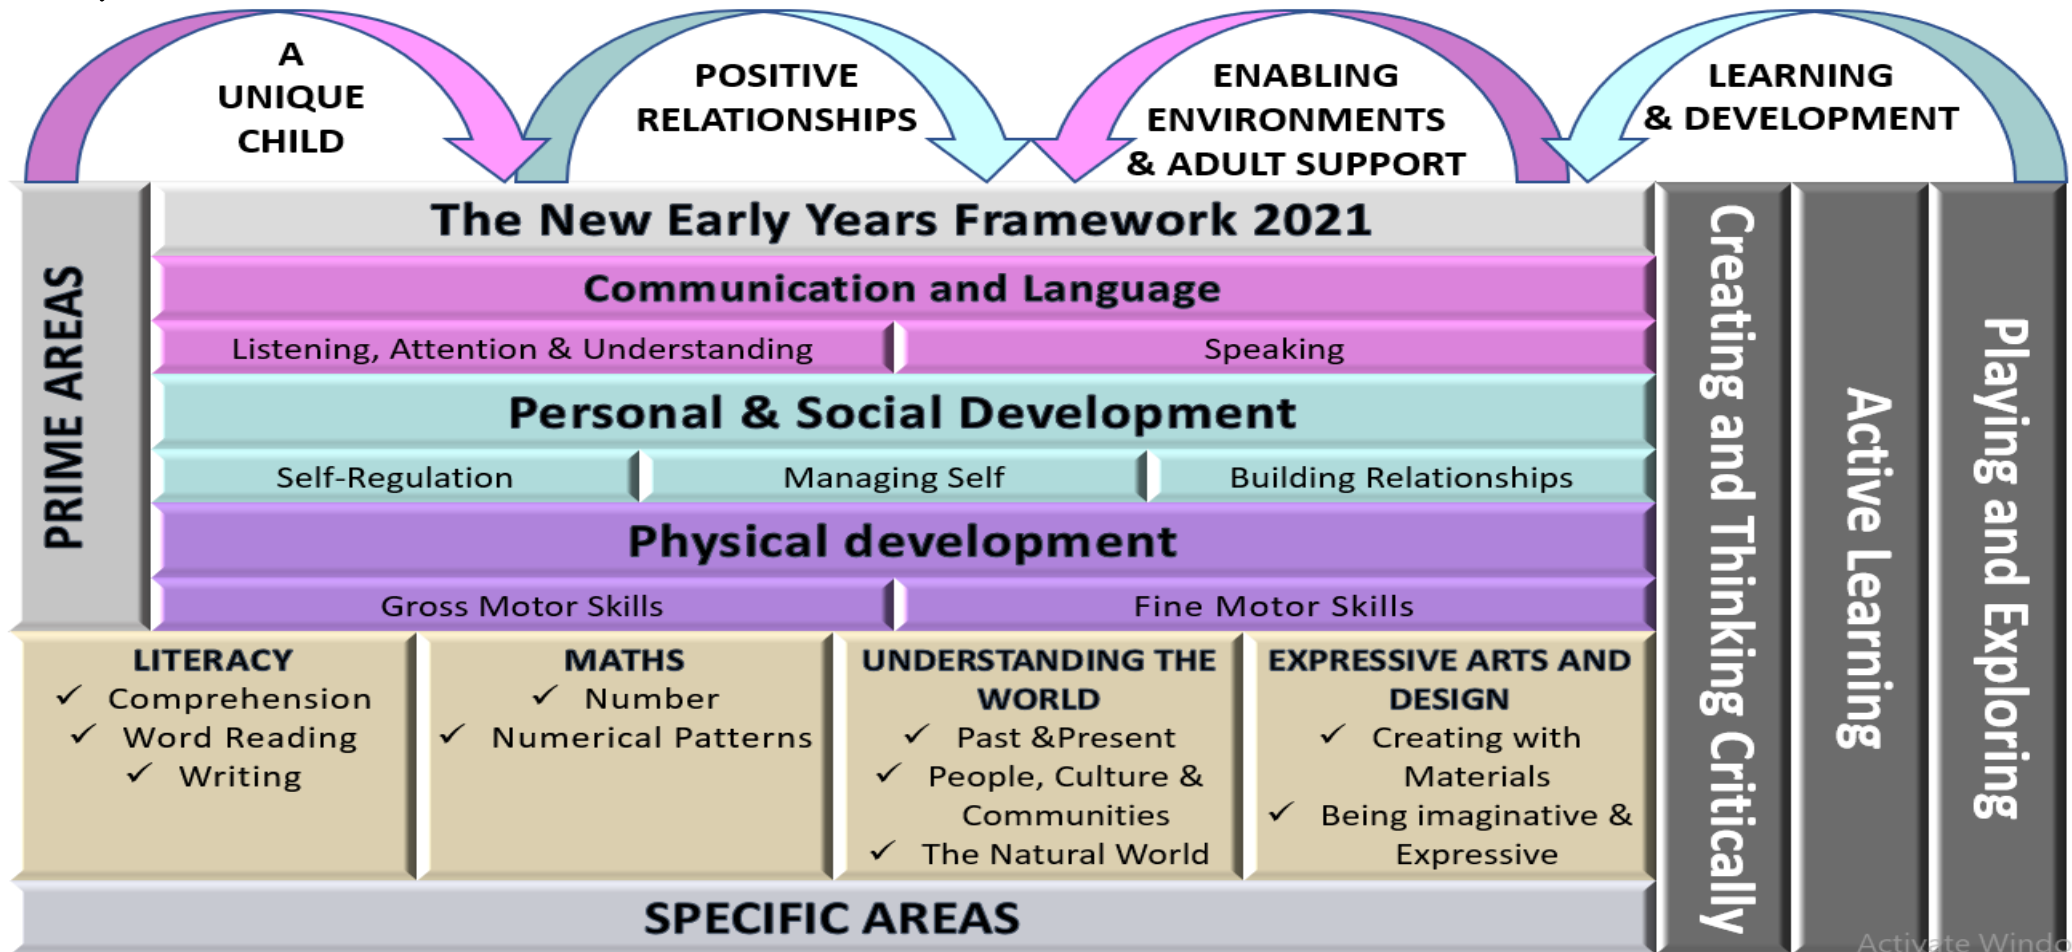 A
UNIQUE
CHILD
POSITIVE
RELATIONSHIPS
ENABLING
ENVIRONMENTS
& ADULT SUPPORT
LEARNING
& DEVELOPMENT
PRIME AREAS
The New Early Years Framework 2021
Communication and Language
Listening, Attention & Understanding
Speaking
Personal & Social Development
Self-Regulation
Managing Self
Building Relationships
Physical development
Gross Motor Skills
Fine Motor Skills
LITERACY
✓ Comprehension
✓ Word Reading
✓ Writing
MATHS
✓ Number
✓ Numerical Patterns
UNDERSTANDING THE
WORLD
✓ Past &Present
✓ People, Culture &
Communities
✓ The Natural World
EXPRESSIVE ARTS AND
DESIGN
✓ Creating with
Materials
✓ Being imaginative &
Expressive
SPECIFIC AREAS
Creating and Thinking Critically
Active Learning
Playing and Exploring
Activate Windo